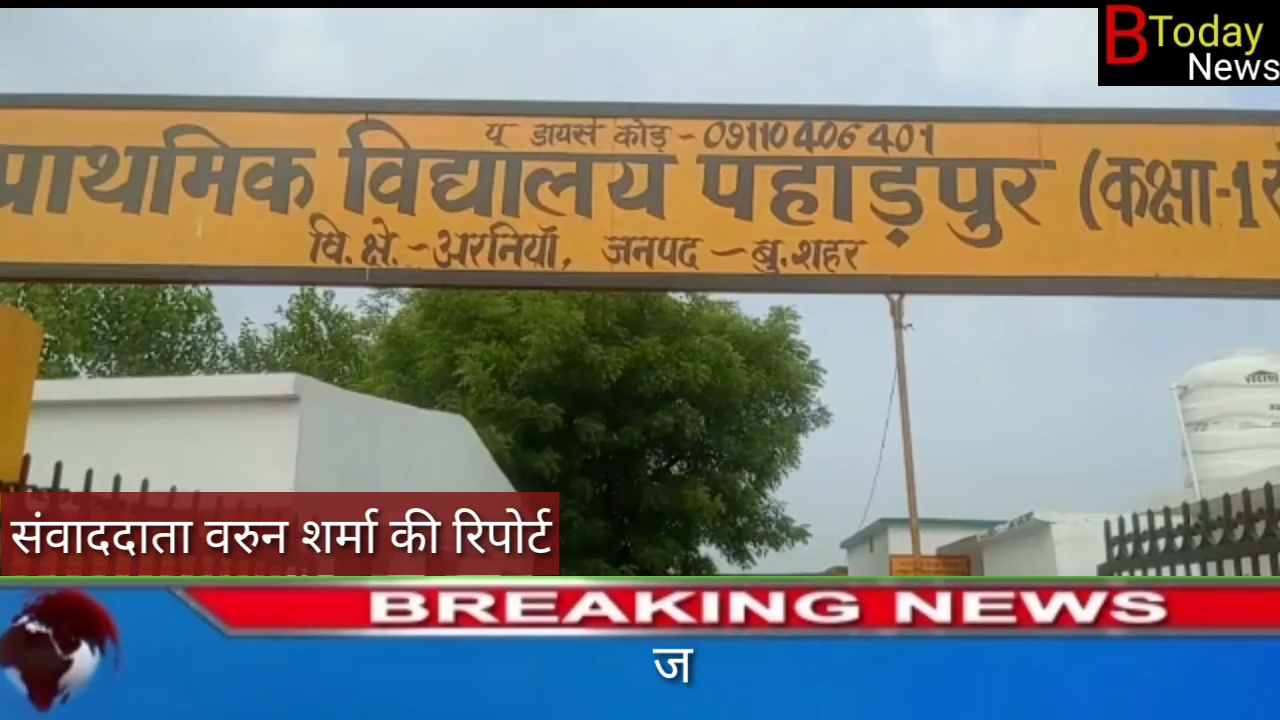 BToday
News
यू डायस कोड़ - 09110406401
प्राथमिक विद्यालय पहाड़पुर (कक्षा-1
वि.क्षे.-अरनियॉ, जनपद - बु.शहर
संवाददाता वरुन शर्मा की रिपोर्ट
BREAKING NEWS
ज